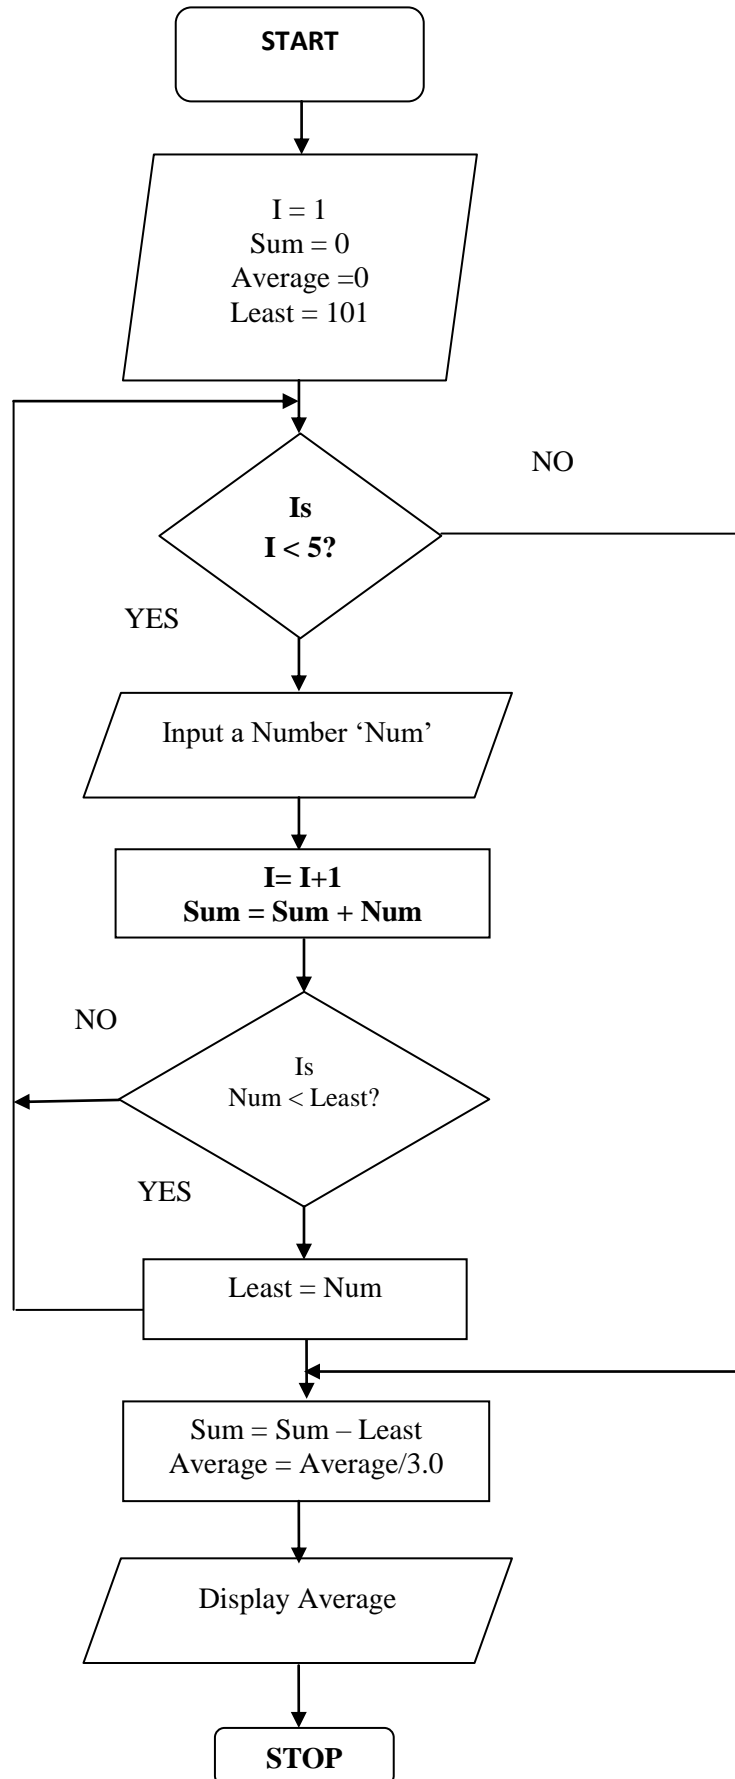 START
I = 1
Sum = 0
Average =0
Least = 101
NO
Is
I < 5?
YES
Input a Number ‘Num’
I= I+1
Sum = Sum + Num
NO
Is
Num < Least?
YES
Least = Num
Sum = Sum – Least
Average = Average/3.0
Display Average
STOP